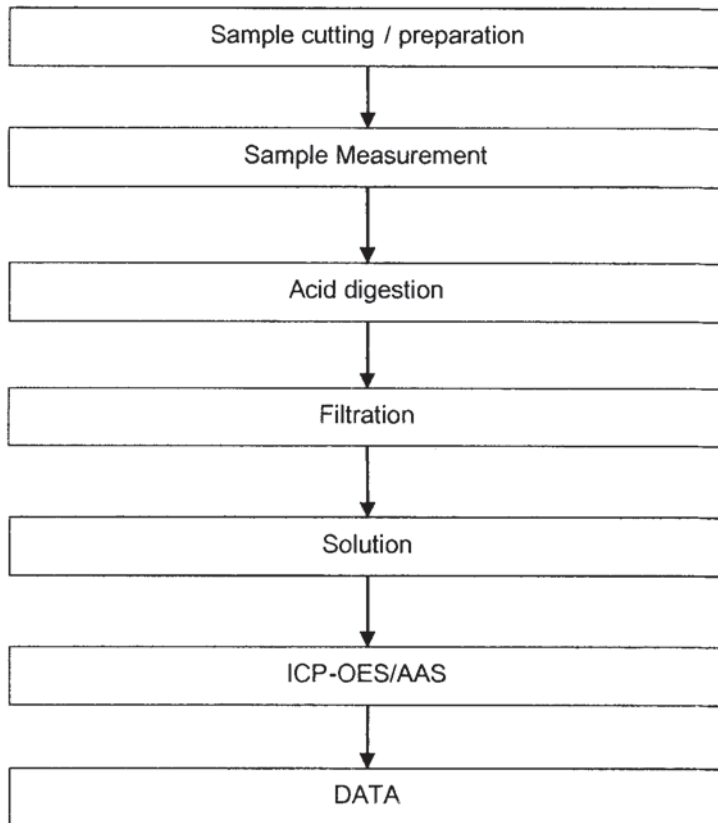 Sample cutting / preparation
Sample Measurement
Acid digestion
Filtration
Solution
ICP-OES/AAS
DATA